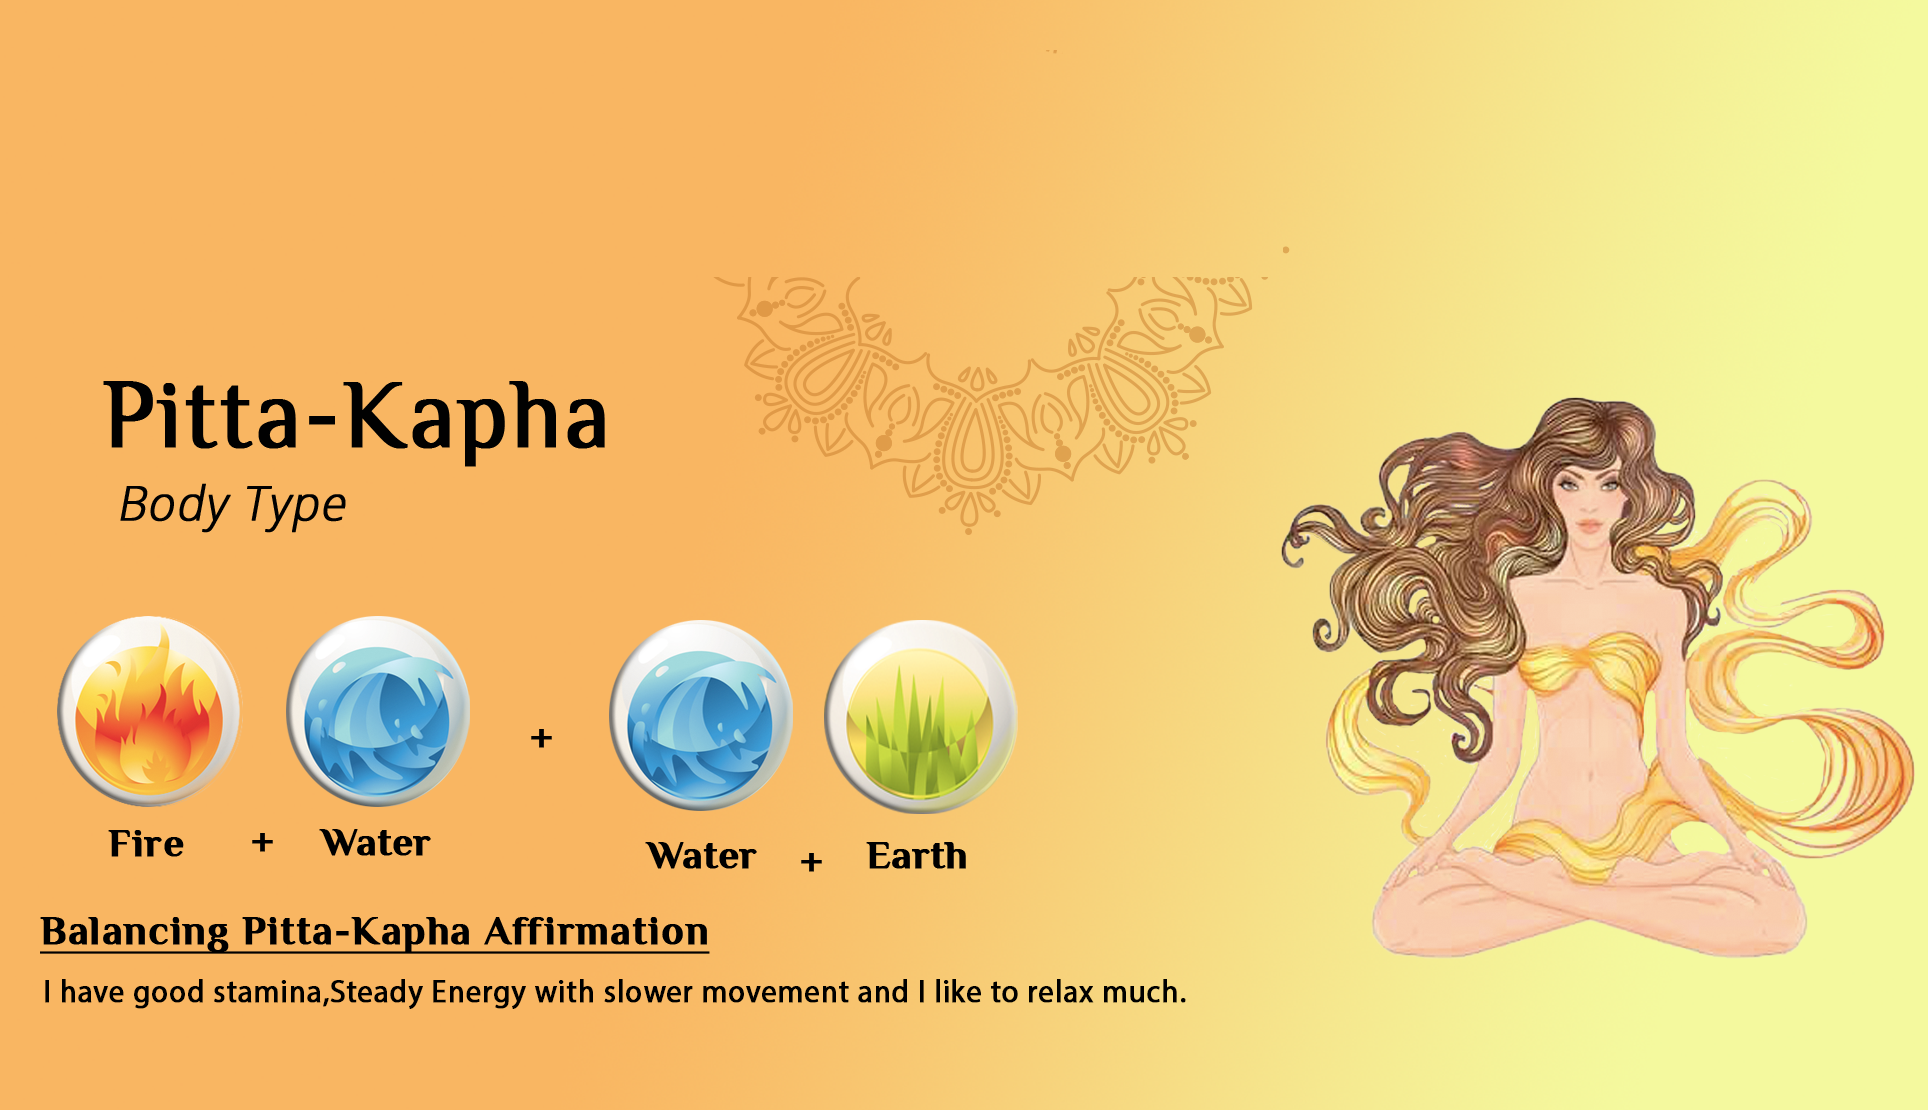 Pitta-Kapha
Body Type
+
Fire + Water
Water + Earth
Balancing Pitta-Kapha Affirmation
I have good stamina,Steady Energy with slower movement and I like to relax much.